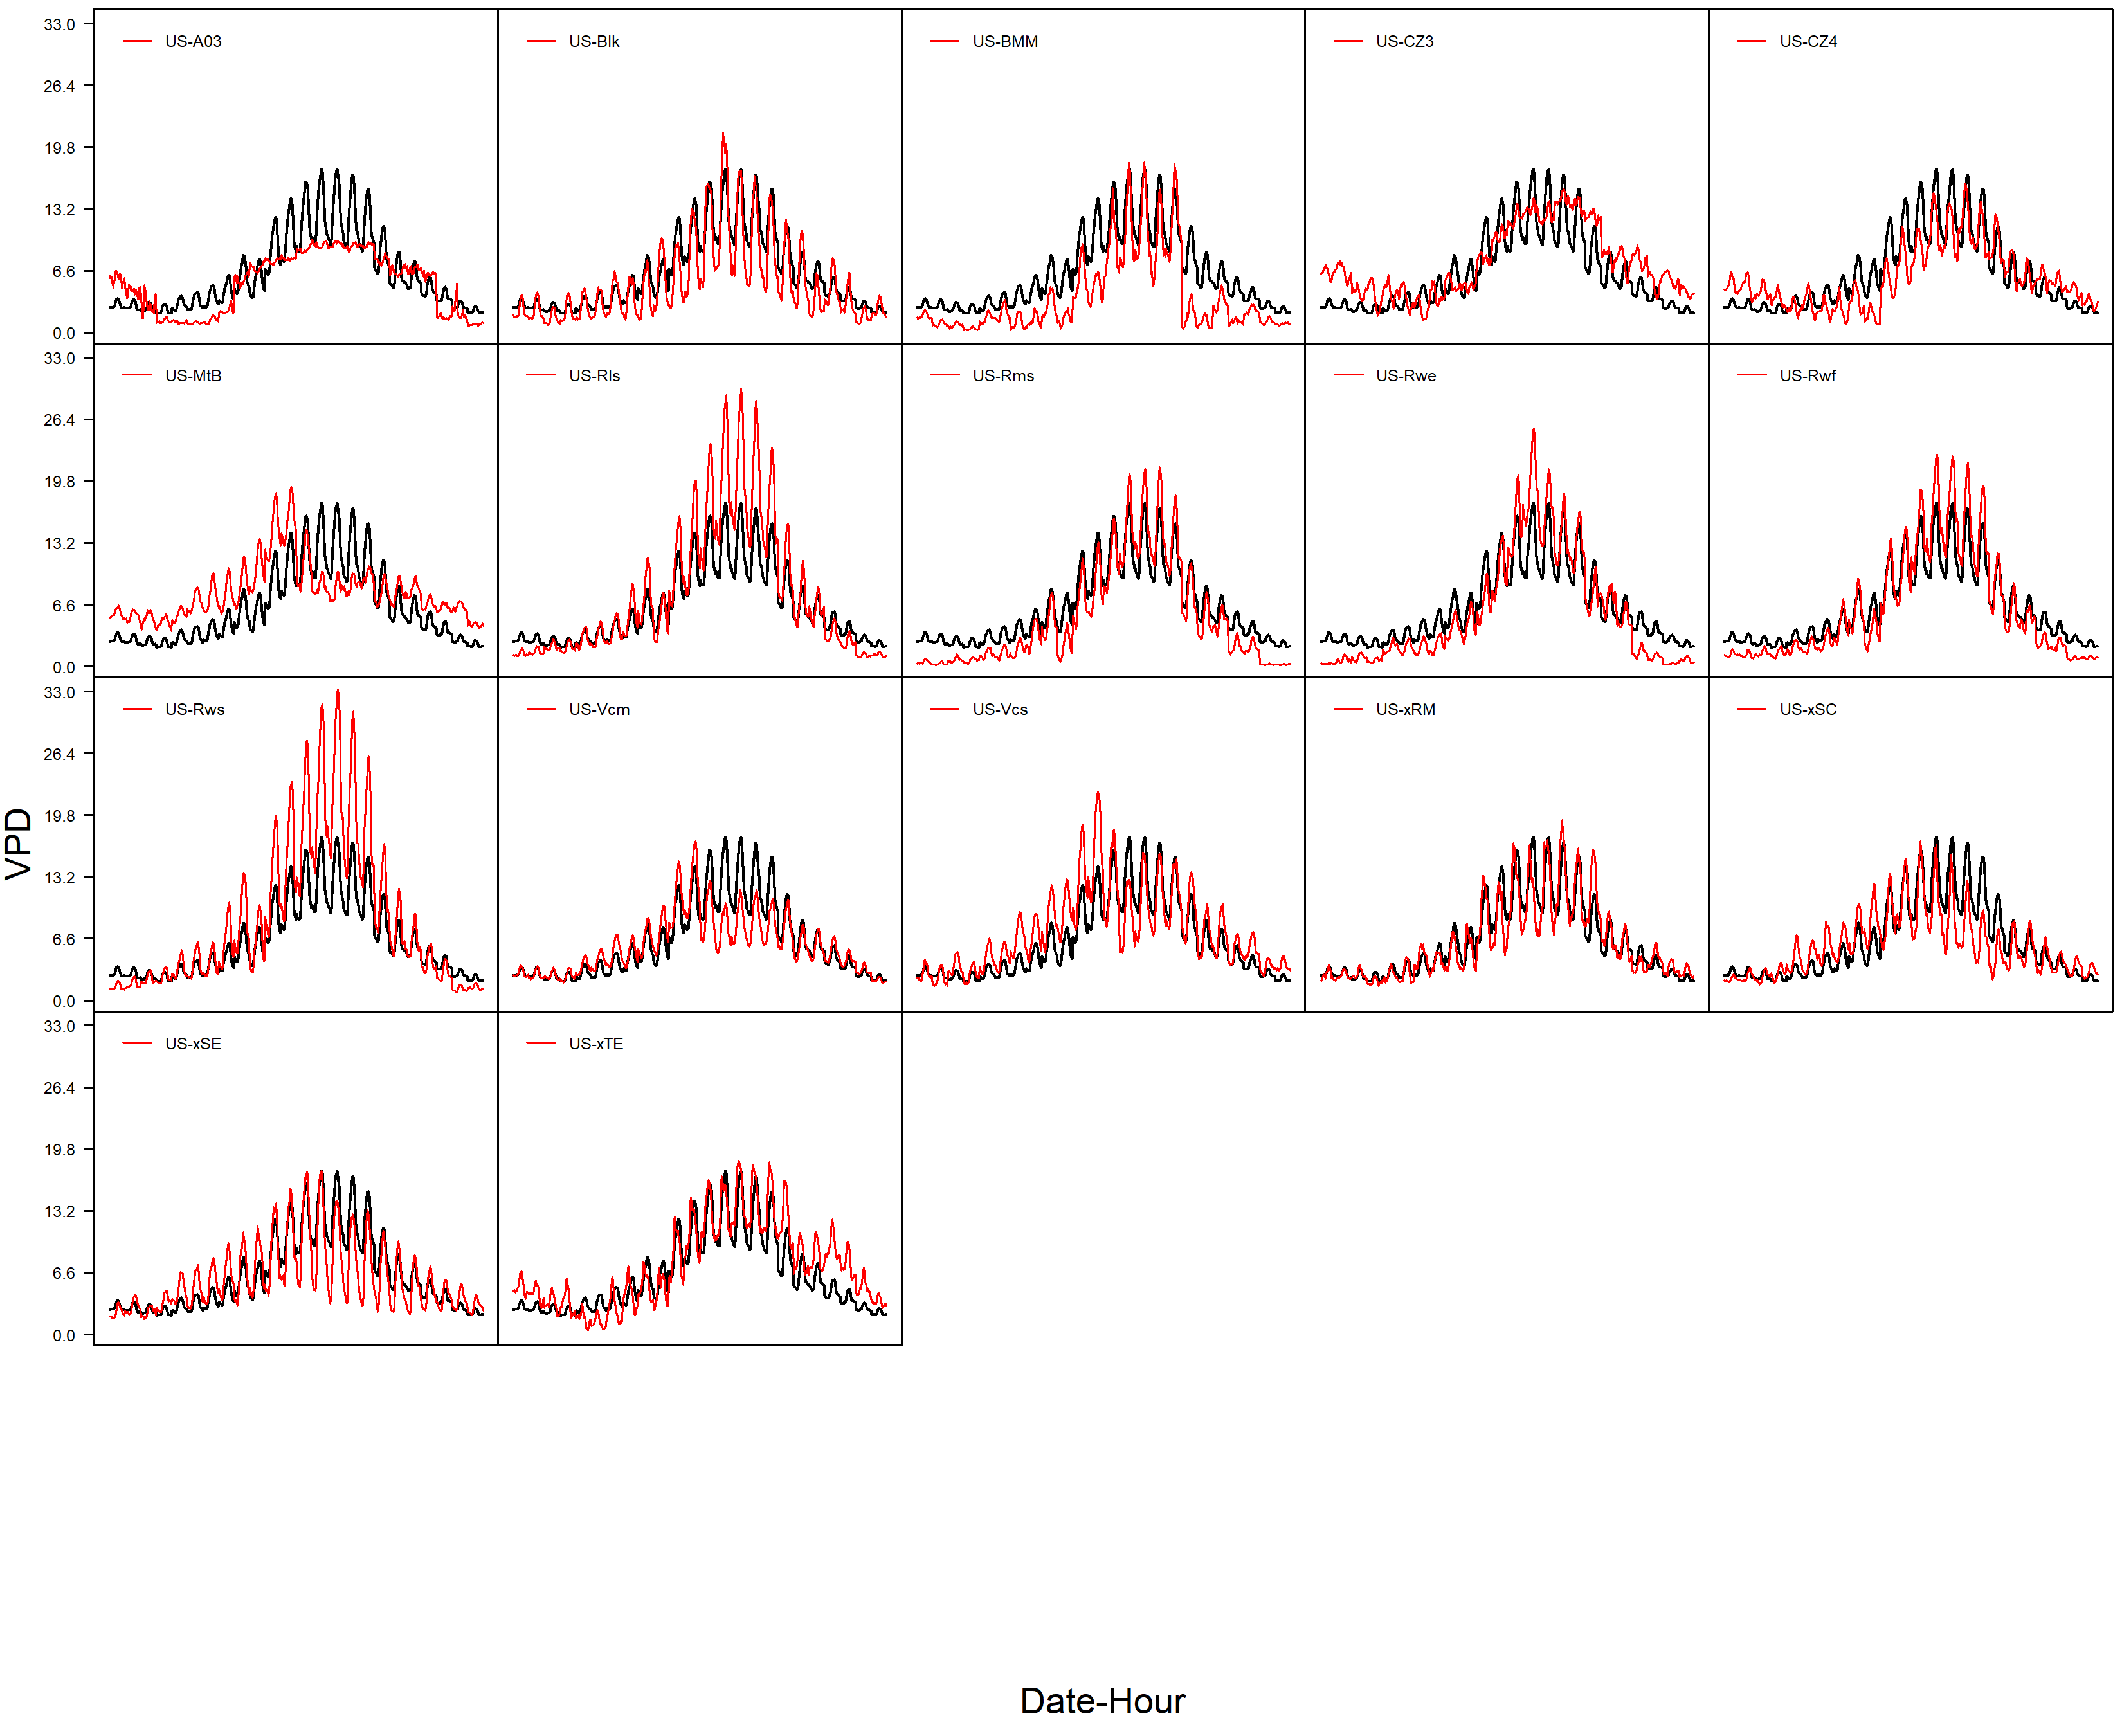 33.0
26.4
19.8
13.2
6.6
0.0
US-A03
US-Blk
US-BMM
US-CZ3
US-CZ4
33.0
26.4
19.8
13.2
6.6
0.0
US-MtB
US-Rls
US-Rms
US-Rwe
US-Rwf
33.0
26.4
19.8
13.2
6.6
0.0
US-Rws
US-Vcm
US-Vcs
US-xRM
US-xSC
33.0
26.4
19.8
13.2
6.6
0.0
US-xSE
US-xTE
VPD
Date-Hour